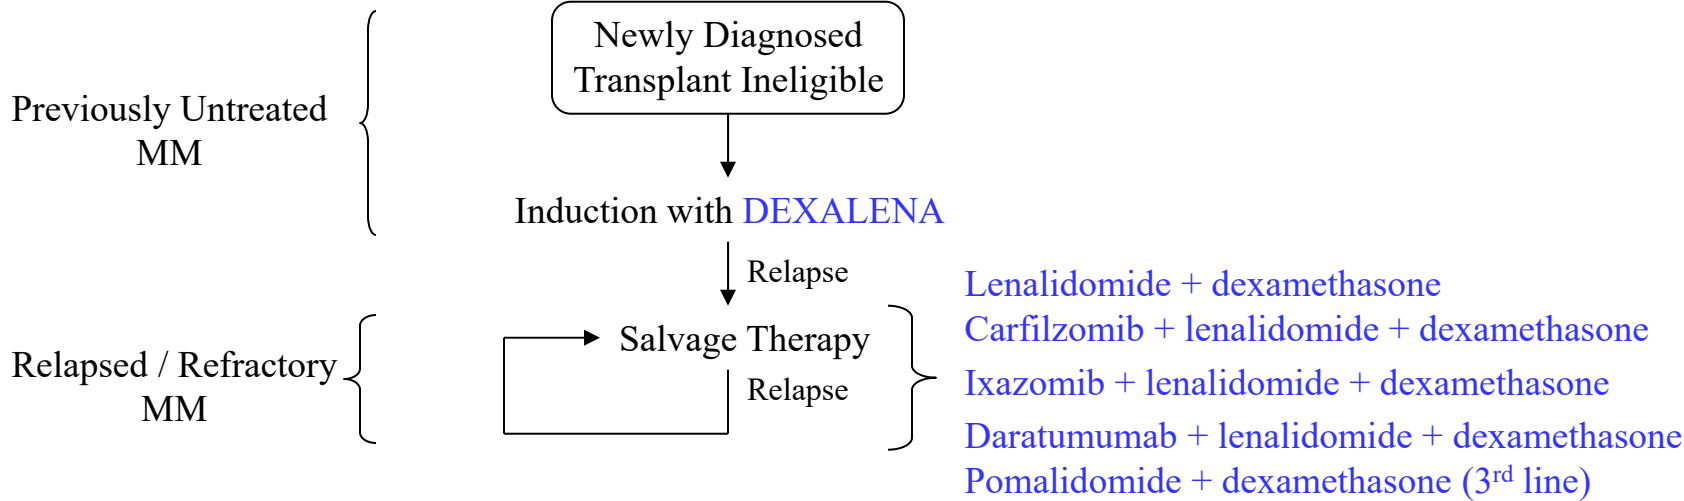 Newly Diagnosed
Transplant Ineligible
Previously Untreated
MM
Induction with DEXALENA
Relapse
Salvage Therapy
Relapse
Relapsed / Refractory
MM
Lenalidomide + dexamethasone
Carfilzomib + lenalidomide + dexamethasone
Ixazomib + lenalidomide + dexamethasone
Daratumumab + lenalidomide + dexamethasone
Pomalidomide + dexamethasone (3rd line)